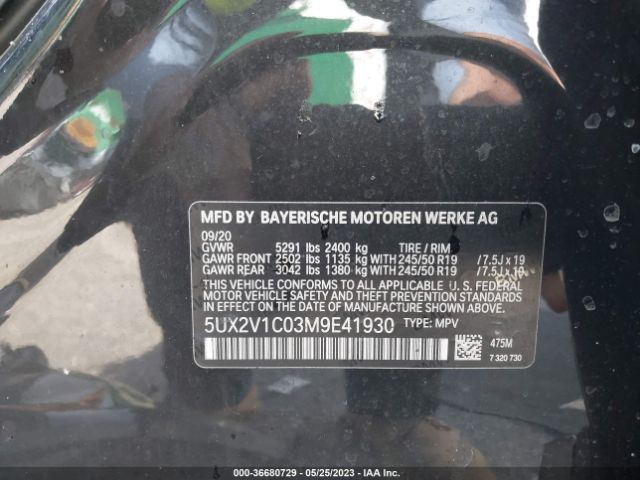 MFD BY BAYERISCHE MOTOREN WERKE AG
09/20
GVWR 5291 lbs 2400 kg TIRE / RIM
GAWR FRONT 2502 lbs 1135 kg WITH 245/50 R19 /7.5J x 19
GAWR REAR 3042 lbs 1380 kg WITH 245/50 R19 /7.5J x 19
THIS VEHICLE CONFORMS TO ALL APPLICABLE U. S. FEDERAL
MOTOR VEHICLE SAFETY AND THEFT PREVENTION STANDARDS
IN EFFECT ON THE DATE OF MANUFACTURE SHOWN ABOVE.
5UX2V1C03M9E41930 TYPE: MPV
475M
7 320 730
000-36680729 - 05/25/2023 - IAA Inc.